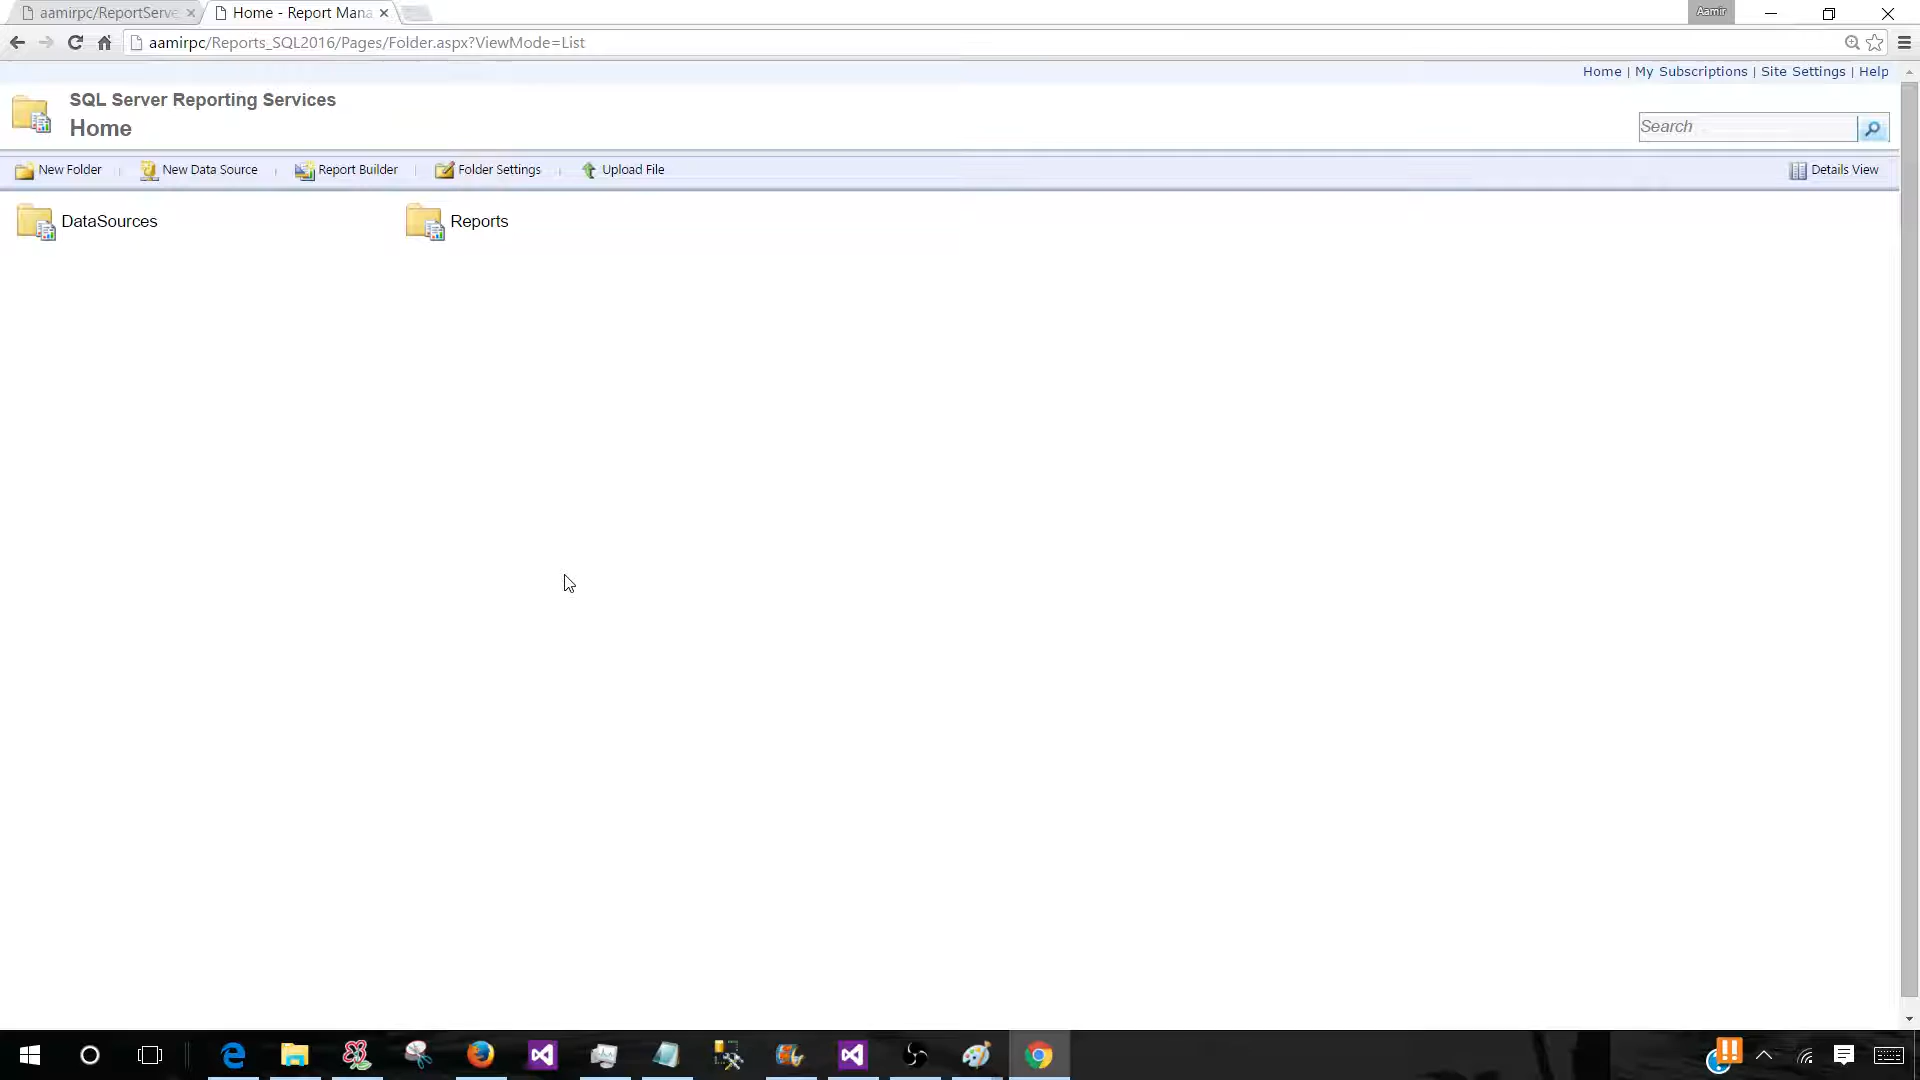 aamirpc/ReportServe
Home - Report Mana
Aamir
aamirpc/Reports_SQL2016/Pages/Folder.aspx?ViewMode=List
Home | My Subscriptions | Site Settings | Help
SQL Server Reporting Services
Home
Search
New Folder | New Data Source | Report Builder | Folder Settings | Upload File
Details View
DataSources
Reports